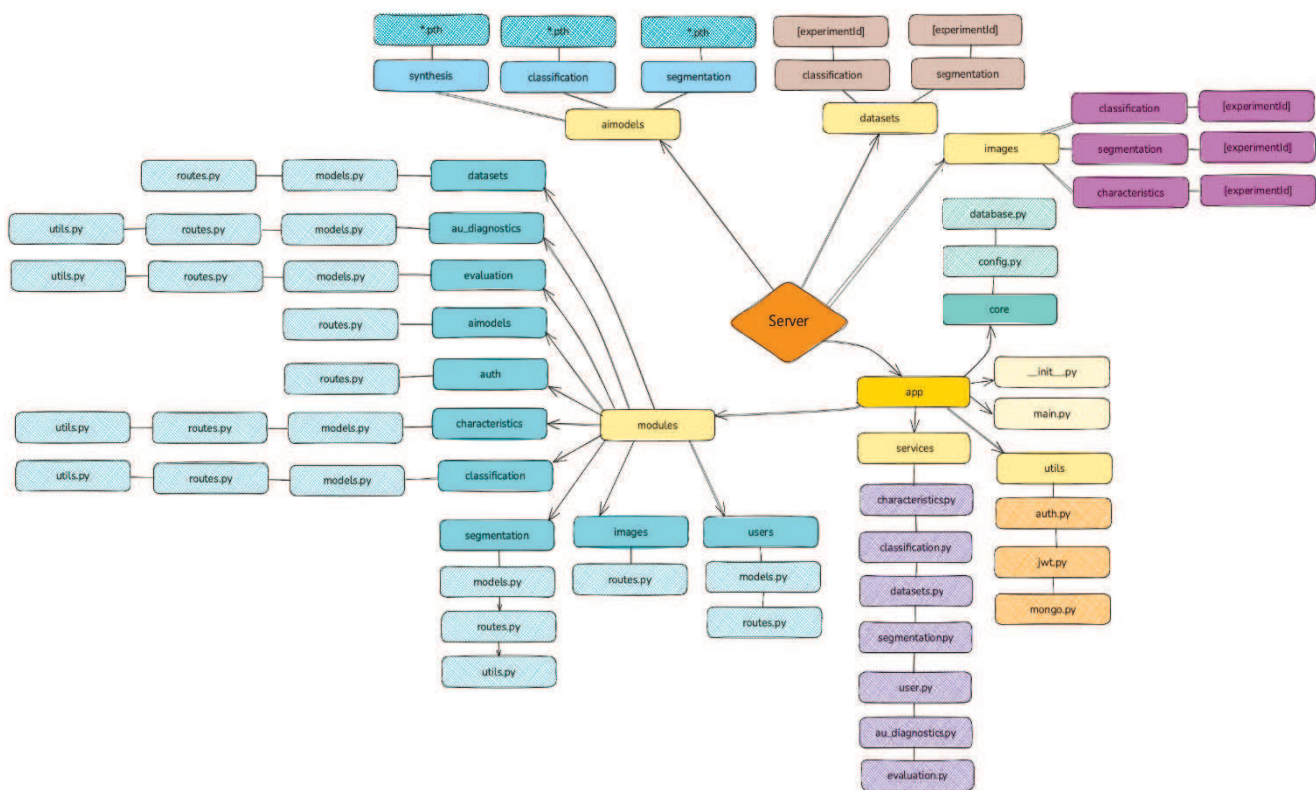 *.pth
*.pth
*.pth
[experimentId]
[experimentId]
synthesis
classification
segmentation
classification
segmentation
aimodels
datasets
classification
[experimentId]
images
segmentation
[experimentId]
characteristics
[experimentId]
routes.py
models.py
datasets
database.py
utils.py
routes.py
models.py
au_diagnostics
config.py
utils.py
routes.py
models.py
evaluation
core
routes.py
aimodels
Server
routes.py
auth
__init__.py
app
main.py
utils.py
routes.py
models.py
characteristics
modules
services
utils.py
routes.py
models.py
classification
utils
characteristics.py
auth.py
segmentation
images
users
classification.py
jwt.py
models.py
routes.py
models.py
datasets.py
mongo.py
routes.py
routes.py
segmentation.py
utils.py
user.py
au_diagnostics.py
evaluation.py